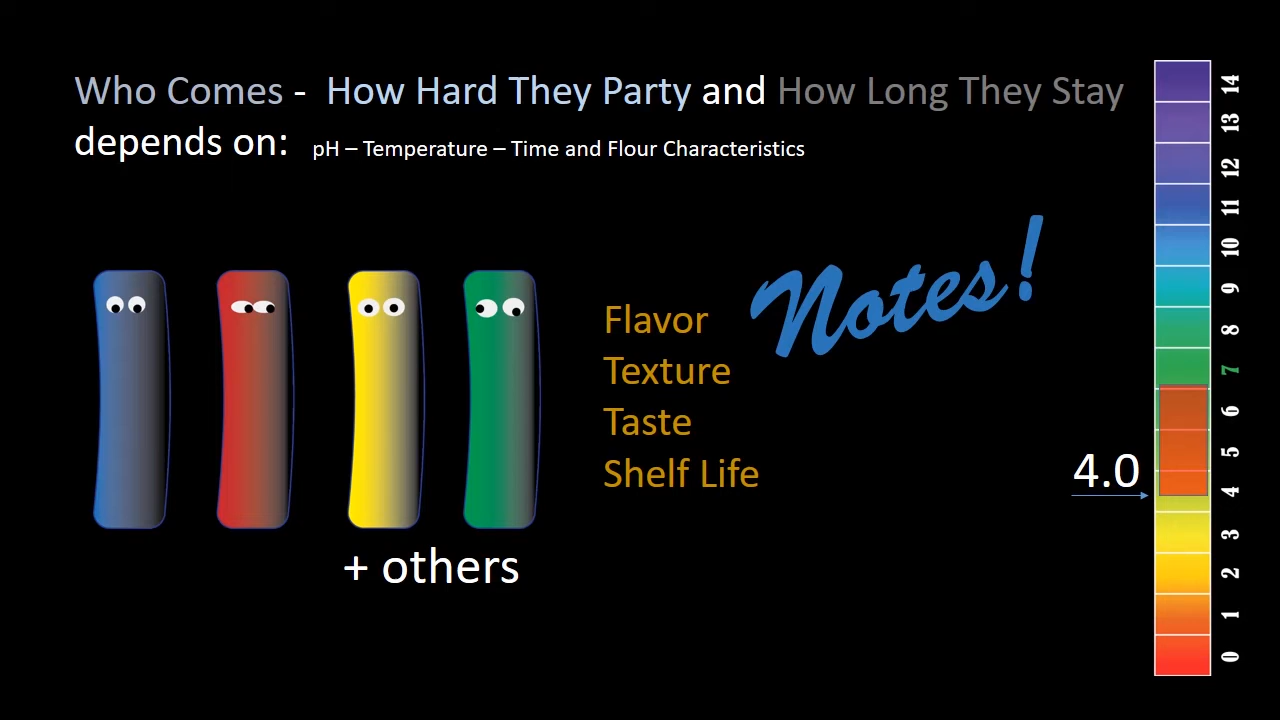 Who Comes - How Hard They Party and How Long They Stay
depends on: pH – Temperature – Time and Flour Characteristics
Notes!
Flavor
Texture
Taste
Shelf Life
+ others
4.0
14
13
12
11
10
9
8
7
6
5
4
3
2
1
0